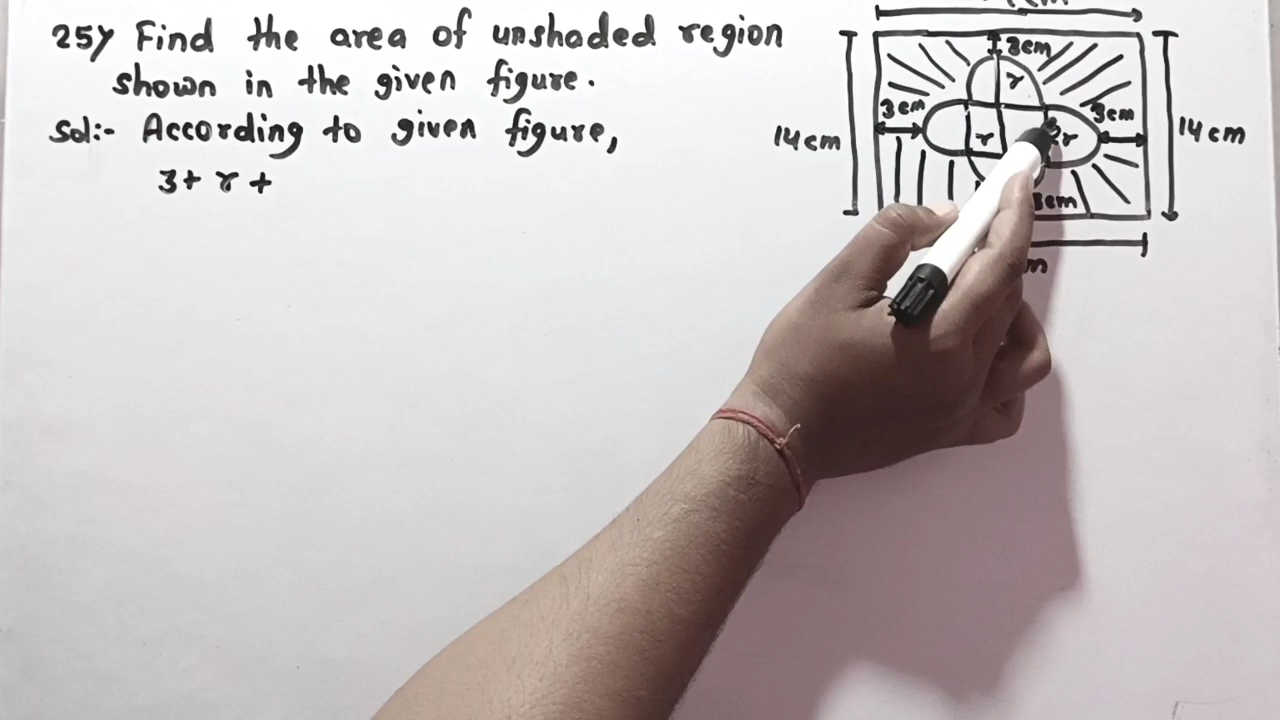 25) Find the area of unshaded region
shown in the given figure.
Sol:- According to given figure,
3+ r +
3cm
r
3cm
3cm
14cm
r
2r
14cm
3cm
m